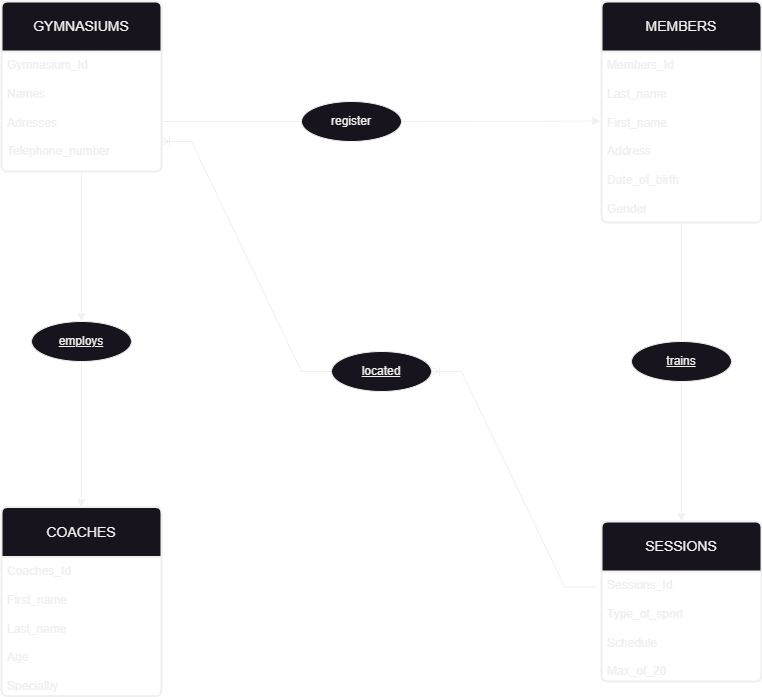 GYMNASIUMS
Gymnasium_Id
Names
Adresses
Telephone_number
MEMBERS
Members_Id
Last_name
First_name
Address
Date_of_birth
Gender
register
employs
located
trains
COACHES
Coaches_Id
First_name
Last_name
Age
Specialby
SESSIONS
Sessions_Id
Type_of_sport
Schedule
Max_of_20